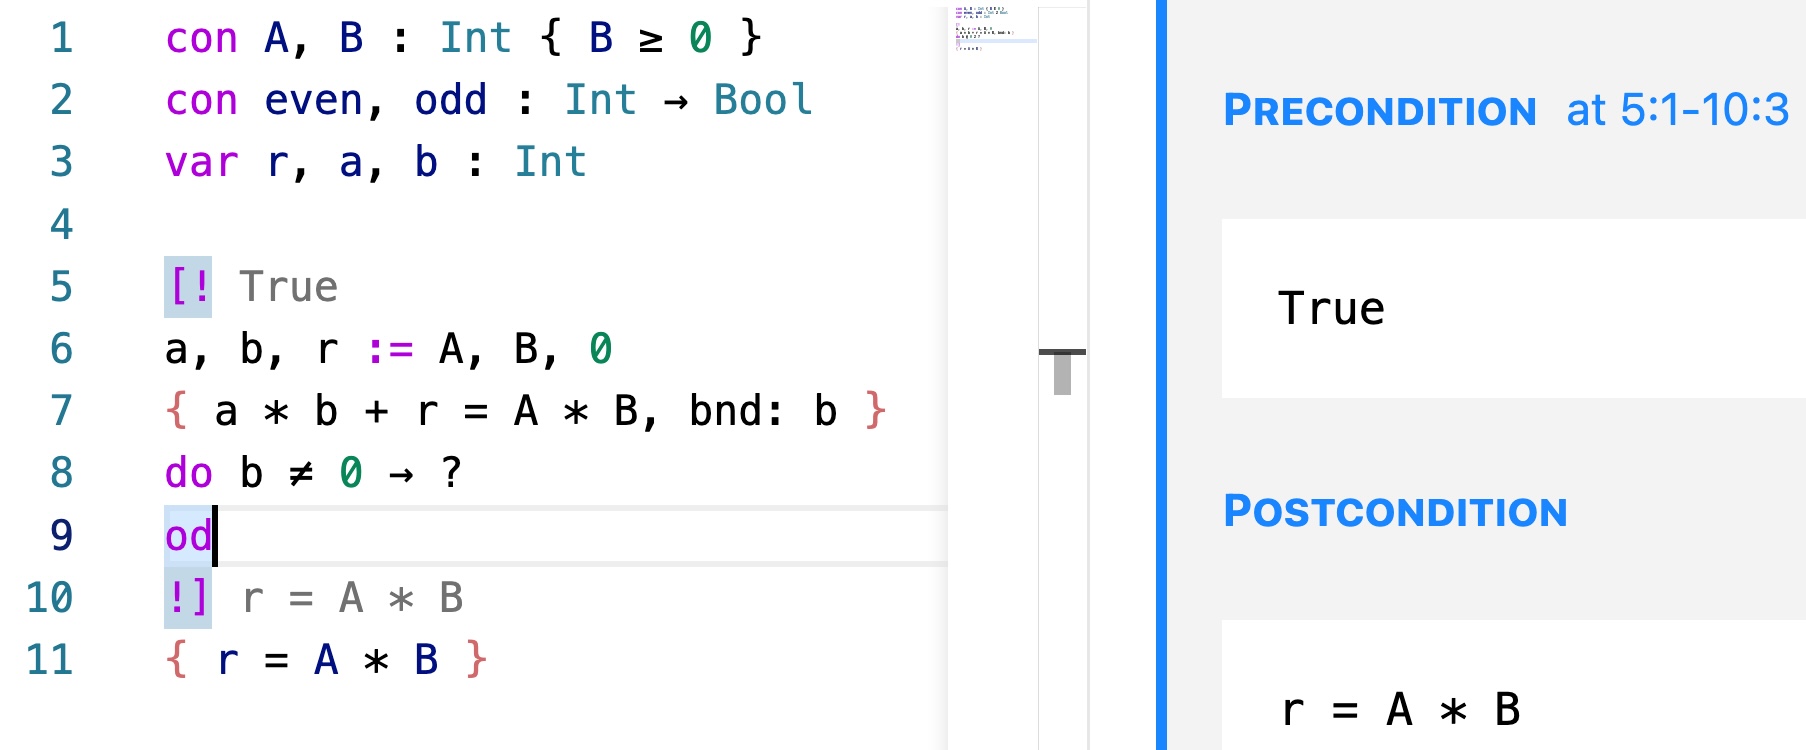 1 con A, B : Int { B ≥ 0 }
2 con even, odd : Int → Bool
3 var r, a, b : Int
4
5 [! True
6 a, b, r := A, B, 0
7 { a * b + r = A * B, bnd: b }
8 do b ≠ 0 → ?
9 od
10 !] r = A * B
11 { r = A * B }
PRECONDITION at 5:1-10:3
True
POSTCONDITION
r = A * B